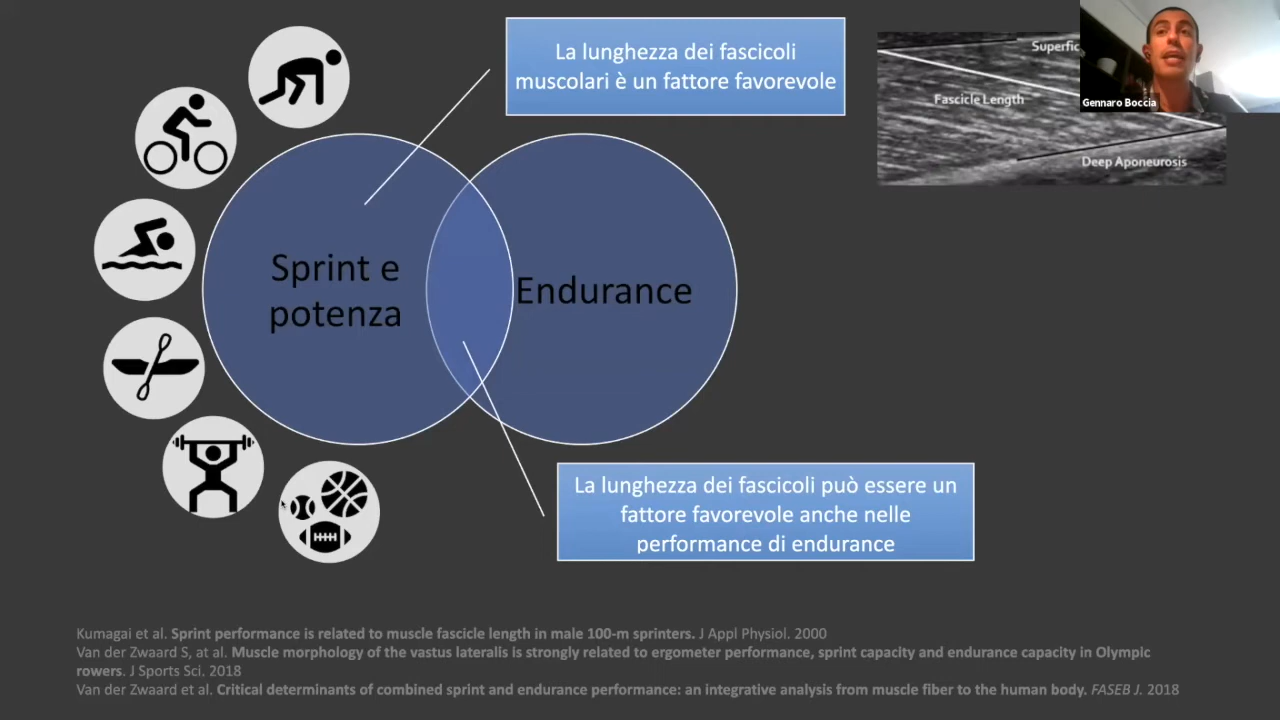 La lunghezza dei fascicoli
muscolari è un fattore favorevole
Superfic
Gennaro Boccia
Fascicle Length
Deep Aponeurosis
Sprint e
potenza
Endurance
La lunghezza dei fascicoli può essere un
fattore favorevole anche nelle
performance di endurance
Kumagai et al. Sprint performance is related to muscle fascicle length in male 100-m sprinters. J Appl Physiol. 2000
Van der Zwaard S, at al. Muscle morphology of the vastus lateralis is strongly related to ergometer performance, sprint capacity and endurance capacity in Olympic
rowers. J Sports Sci. 2018
Van der Zwaard et al. Critical determinants of combined sprint and endurance performance: an integrative analysis from muscle fiber to the human body. FASEB J. 2018